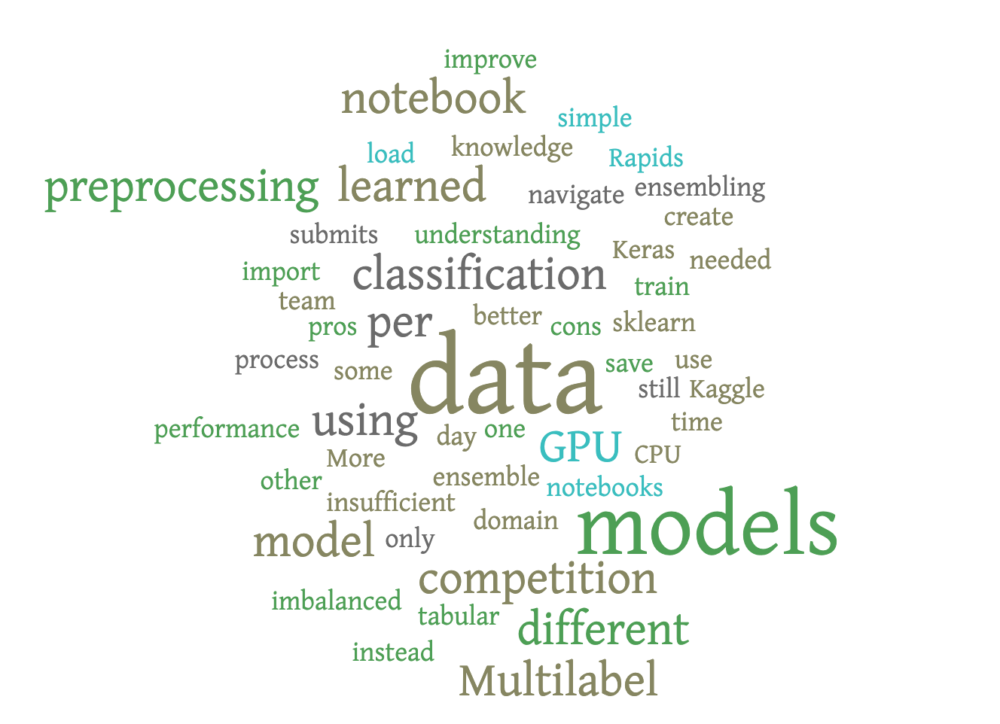 improve
notebook
simple
load
knowledge
Rapids
preprocessing
learned
navigate
ensembling
create
submits
understanding
Keras
needed
import
classification
train
team
better
pros
per
cons
sklearn
process
some
data
save
use
still
Kaggle
performance
using
day
one
time
GPU
CPU
More
other
ensemble
notebooks
insufficient
domain
models
model
only
competition
imbalanced
tabular
different
instead
Multilabel